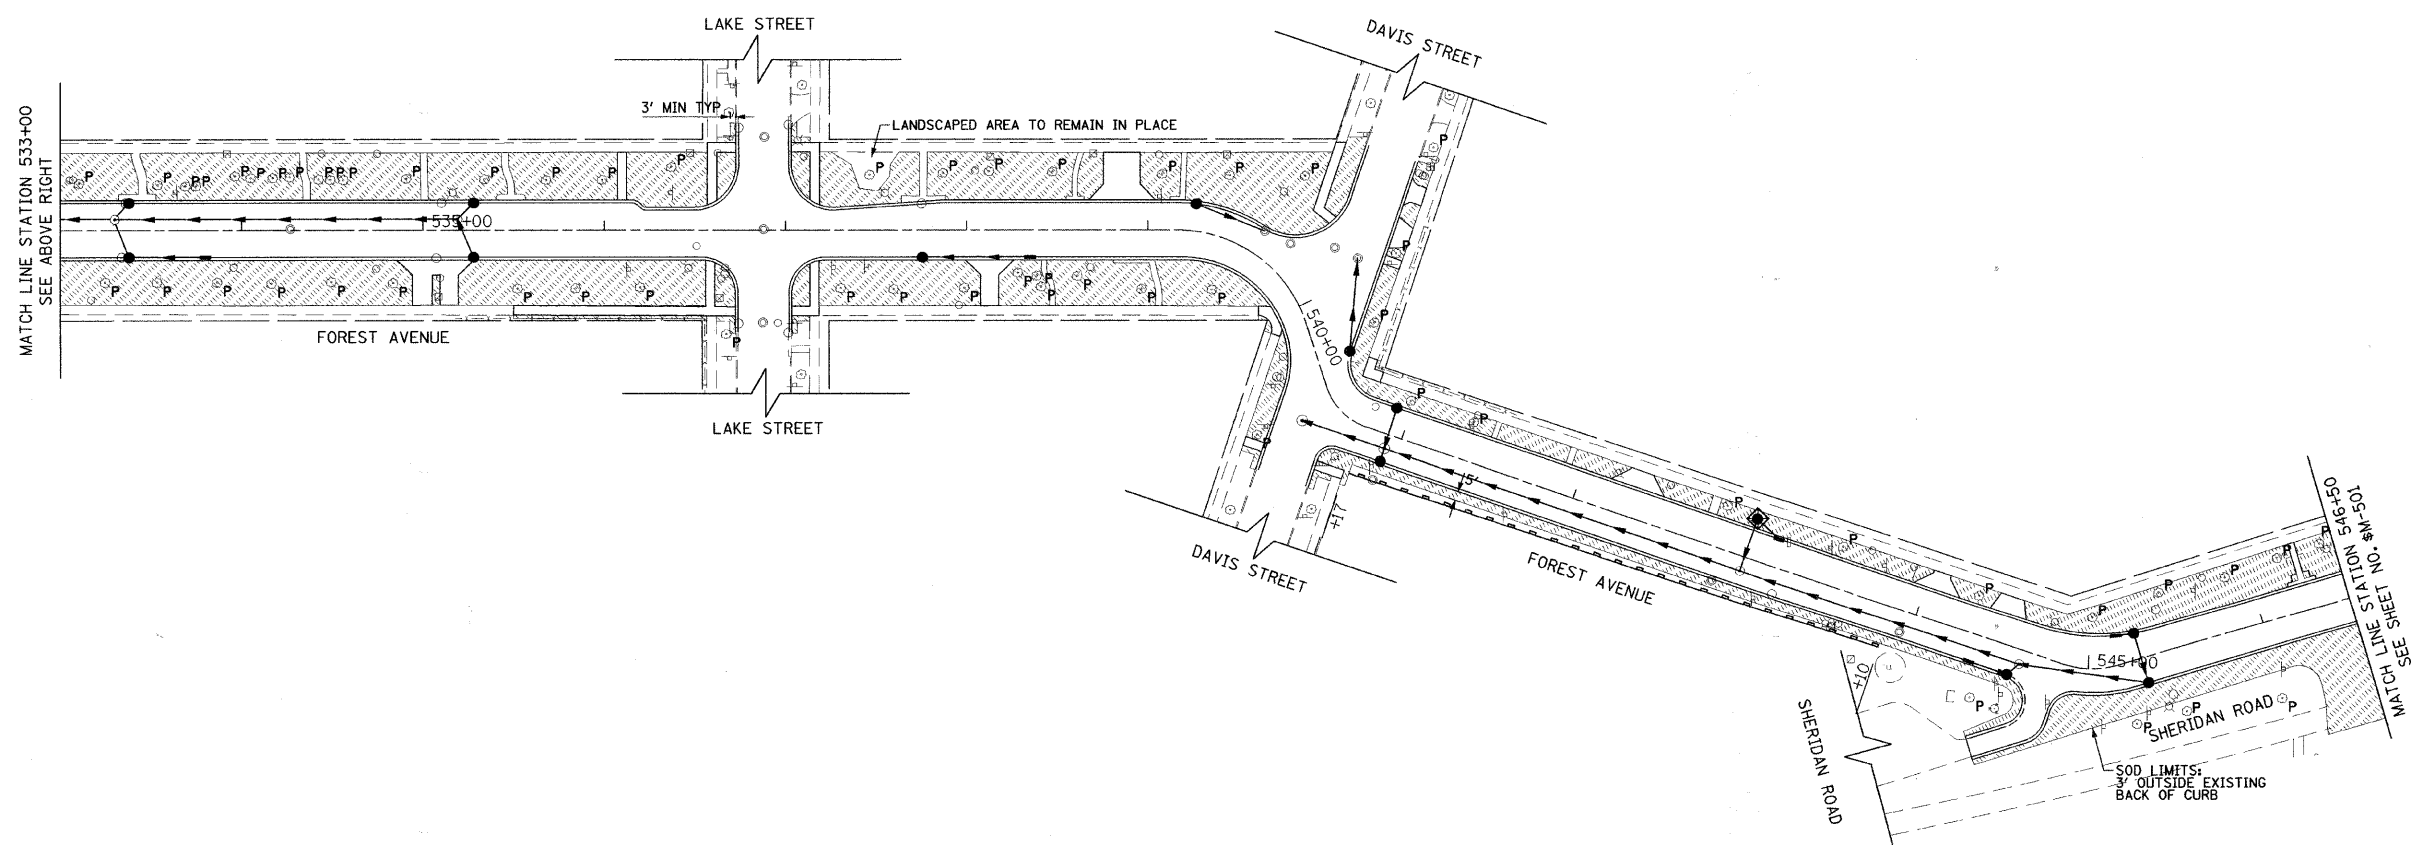 LAKE STREET
DAVIS STREET
MATCH LINE STATION 533+00
SEE ABOVE RIGHT
3' MIN TYP
LANDSCAPED AREA TO REMAIN IN PLACE
P P PP P PPP PPP P P P P P P P P P P P P
535+00
P P P P P P P P P P P P P P P P
FOREST AVENUE
540+00
P
LAKE STREET
P P P P
P
5'
+17
DAVIS STREET
FOREST AVENUE
P P P P P P P
545+00
+10
P P P P
SHERIDAN ROAD
SHERIDAN ROAD
SOD LIMITS:
3' OUTSIDE EXISTING
BACK OF CURB
MATCH LINE STATION 546+50
SEE SHEET NO. $M-501